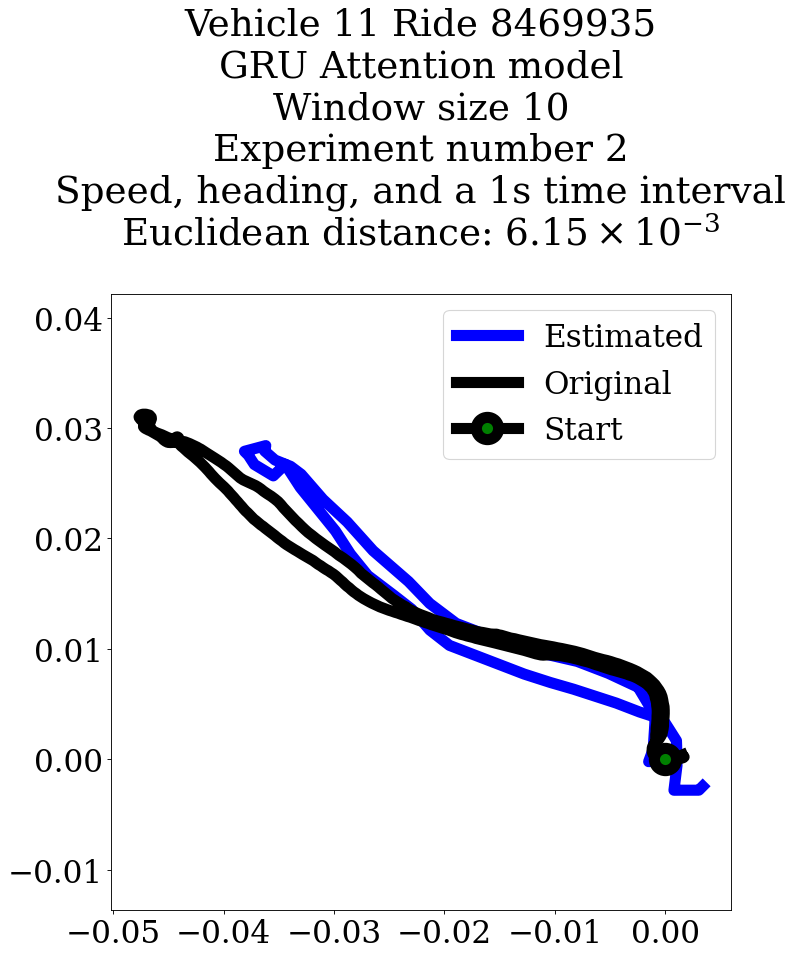 Vehicle 11 Ride 8469935
GRU Attention model
Window size 10
Experiment number 2
Speed, heading, and a 1s time interval
Euclidean distance: 6.15 × 10⁻³
Estimated
Original
Start
0.04
0.03
0.02
0.01
0.00
−0.01
−0.05 −0.04 −0.03 −0.02 −0.01 0.00